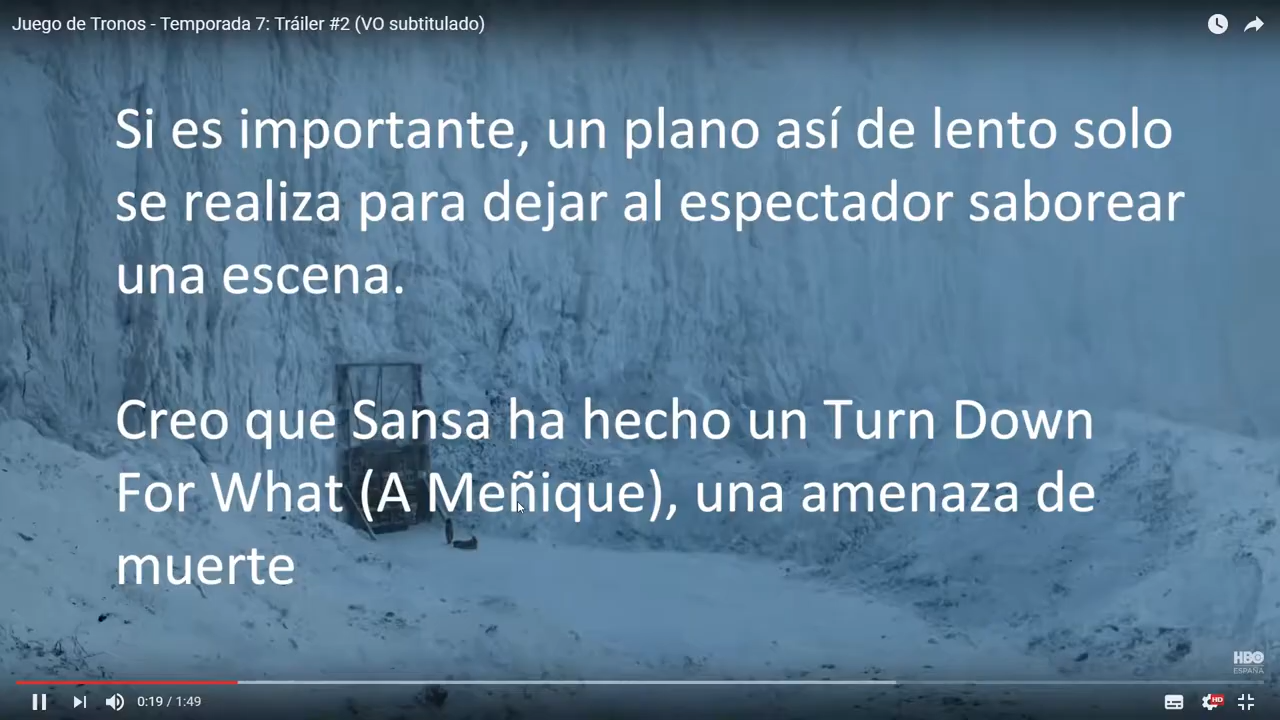 Juego de Tronos - Temporada 7: Tráiler #2 (VO subtitulado)
Si es importante, un plano así de lento solo
se realiza para dejar al espectador saborear
una escena.
Creo que Sansa ha hecho un Turn Down
For What (A Meñique), una amenaza de
muerte
HBO
ESPAÑA
0:19 / 1:49
HD